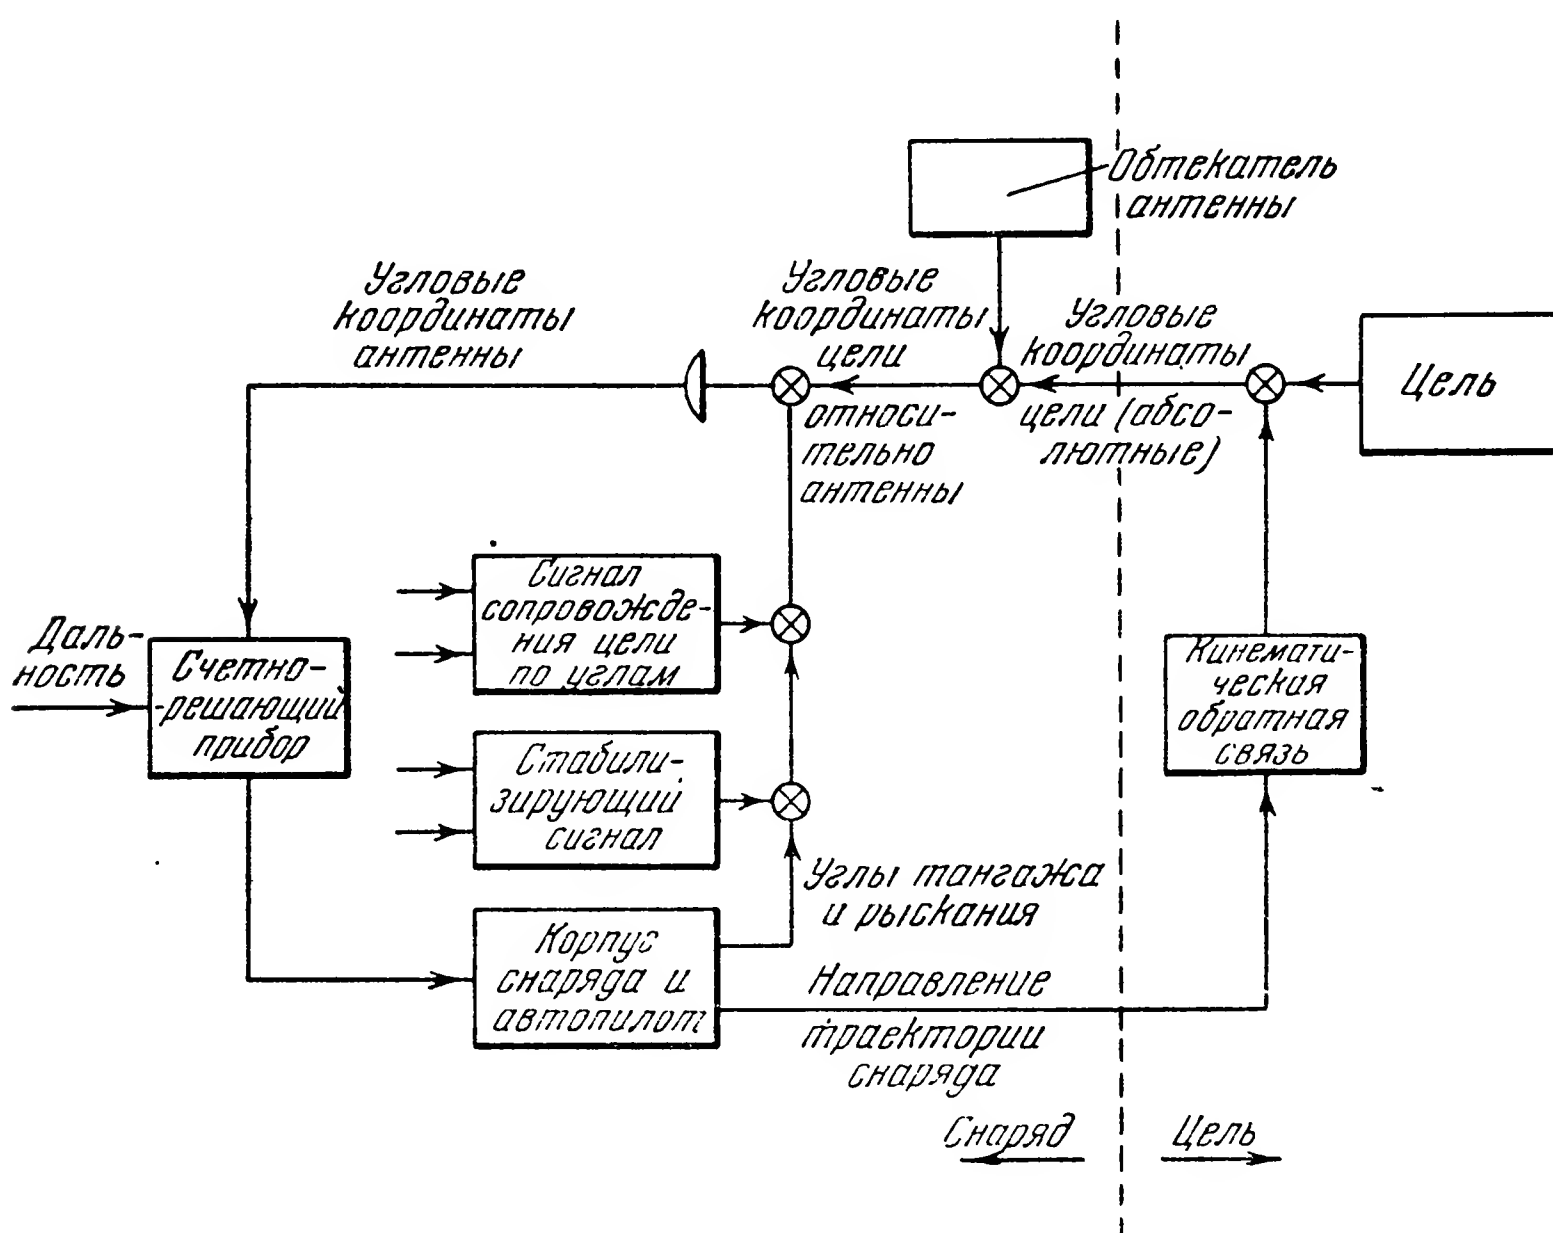 Обтекатель
антенны
Угловые
координаты
антенны
Угловые
координаты
цели
относи-
тельно
антенны
Угловые
координаты
цели (абсо-
лютные)
Цель
Сигнал
сопровожде-
ния цели
по углам
Даль-
ность
Счетно-
-решающий
прибор
Кинемати-
ческая
обратная
связь
Стабили-
зирующий
сигнал
Углы тангажа
и рыскания
Корпус
снаряда и
автопилот
Направление
траектории
снаряда
Снаряд
Цель